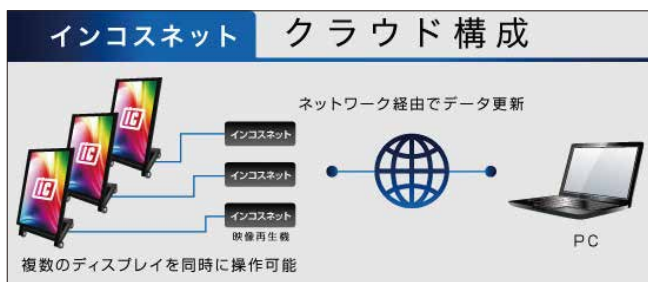 インコスネット クラウド構成
ネットワーク経由でデータ更新
インコスネット
インコスネット
インコスネット
映像再生機
IC
IC
IC
PC
複数のディスプレイを同時に操作可能